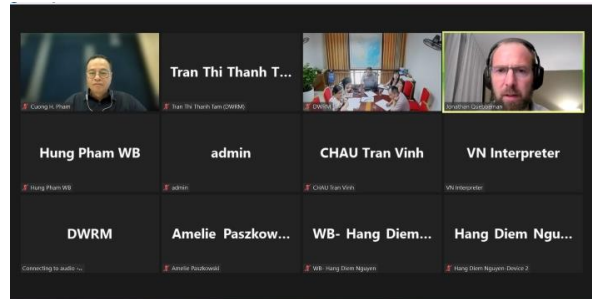 Cuong H. Pham
Tran Thi Thanh T...
Tran Thi Thanh Tam (DWRM)
DWRM
Hung Pham WB
Hung Pham WB
admin
admin
CHAU Tran Vinh
CHAU Tran Vinh
VN Interpreter
VN Interpreter
DWRM
Connecting to audio
Amelie Paszkow...
Amelie Paszkowski
WB- Hang Diem...
WB- Hang Diem Nguyen
Hang Diem Ngu...
Hang Diem Nguyen-Device 2